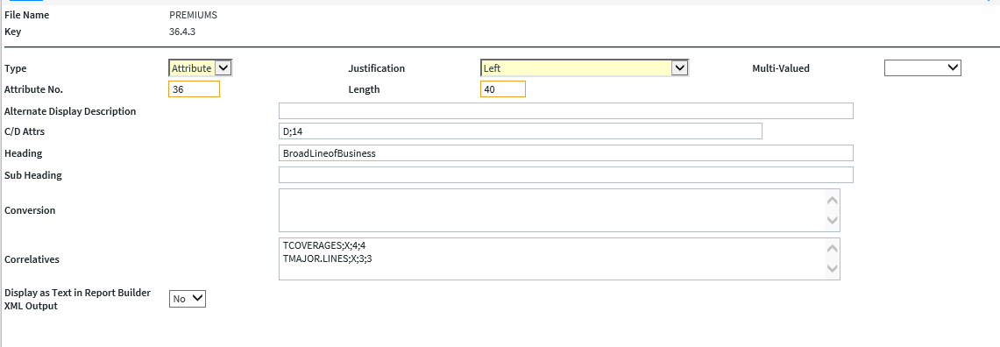 File Name PREMIUMS
Key 36.4.3
Type Attribute Justification Left Multi-Valued
Attribute No. 36 Length 40
Alternate Display Description
C/D Attrs D;14
Heading BroadLineofBusiness
Sub Heading
Conversion
Correlatives TCOVERAGES;X;4;4
TMAJOR.LINES;X;3;3
Display as Text in Report Builder
XML Output No